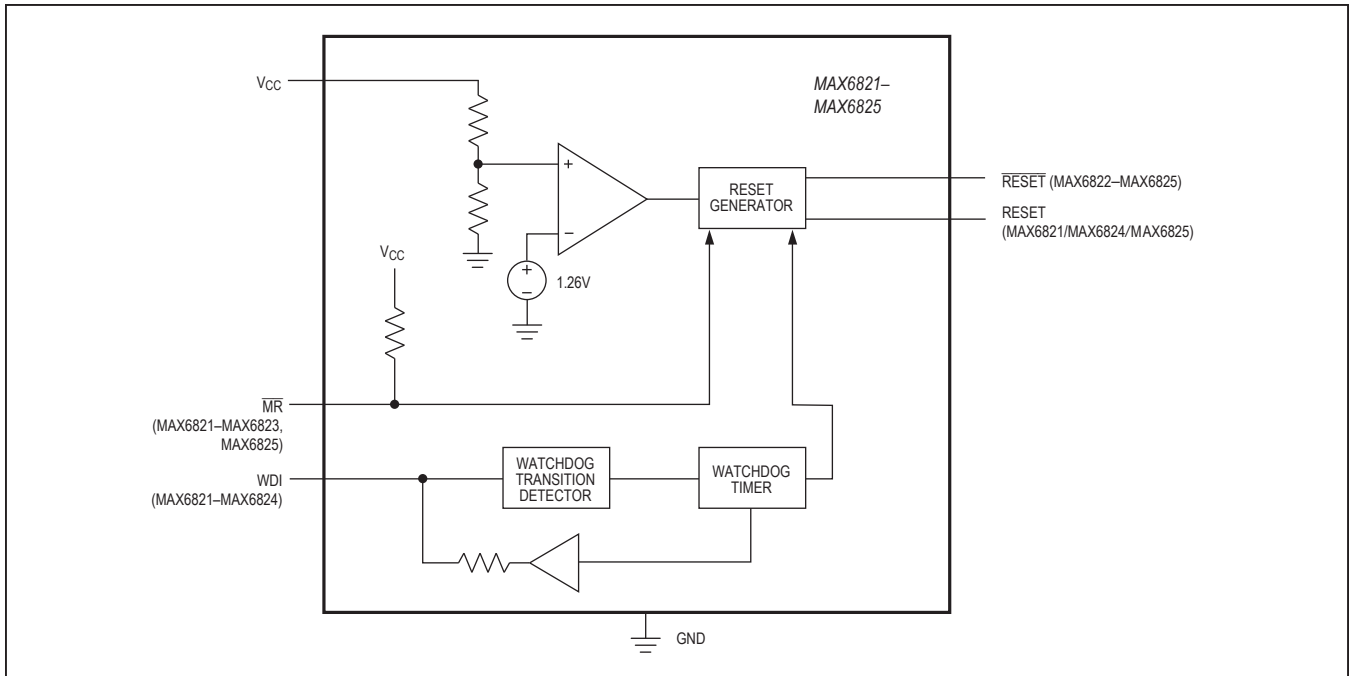 MAX6821–
MAX6825
VCC
+
–
RESET
GENERATOR
RESET (MAX6822–MAX6825)
RESET
(MAX6821/MAX6824/MAX6825)
VCC
+
–
1.26V
MR
(MAX6821–MAX6823,
MAX6825)
WDI
(MAX6821–MAX6824)
WATCHDOG
TRANSITION
DETECTOR
WATCHDOG
TIMER
GND